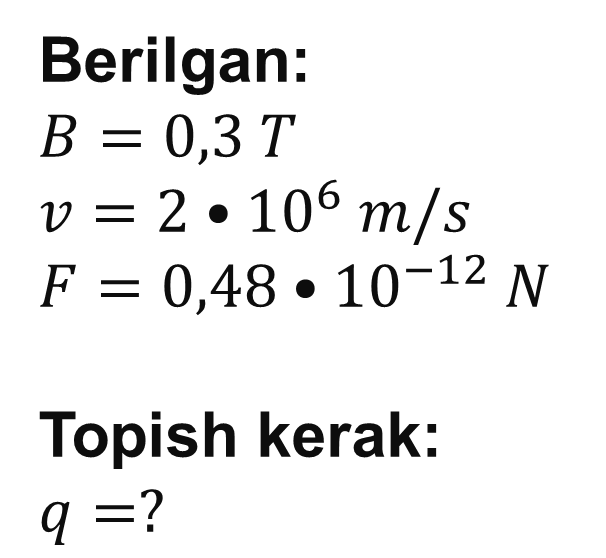 Berilgan:
B = 0,3 T
v = 2 • 10⁶ m/s
F = 0,48 • 10⁻¹² N
Topish kerak:
q =?